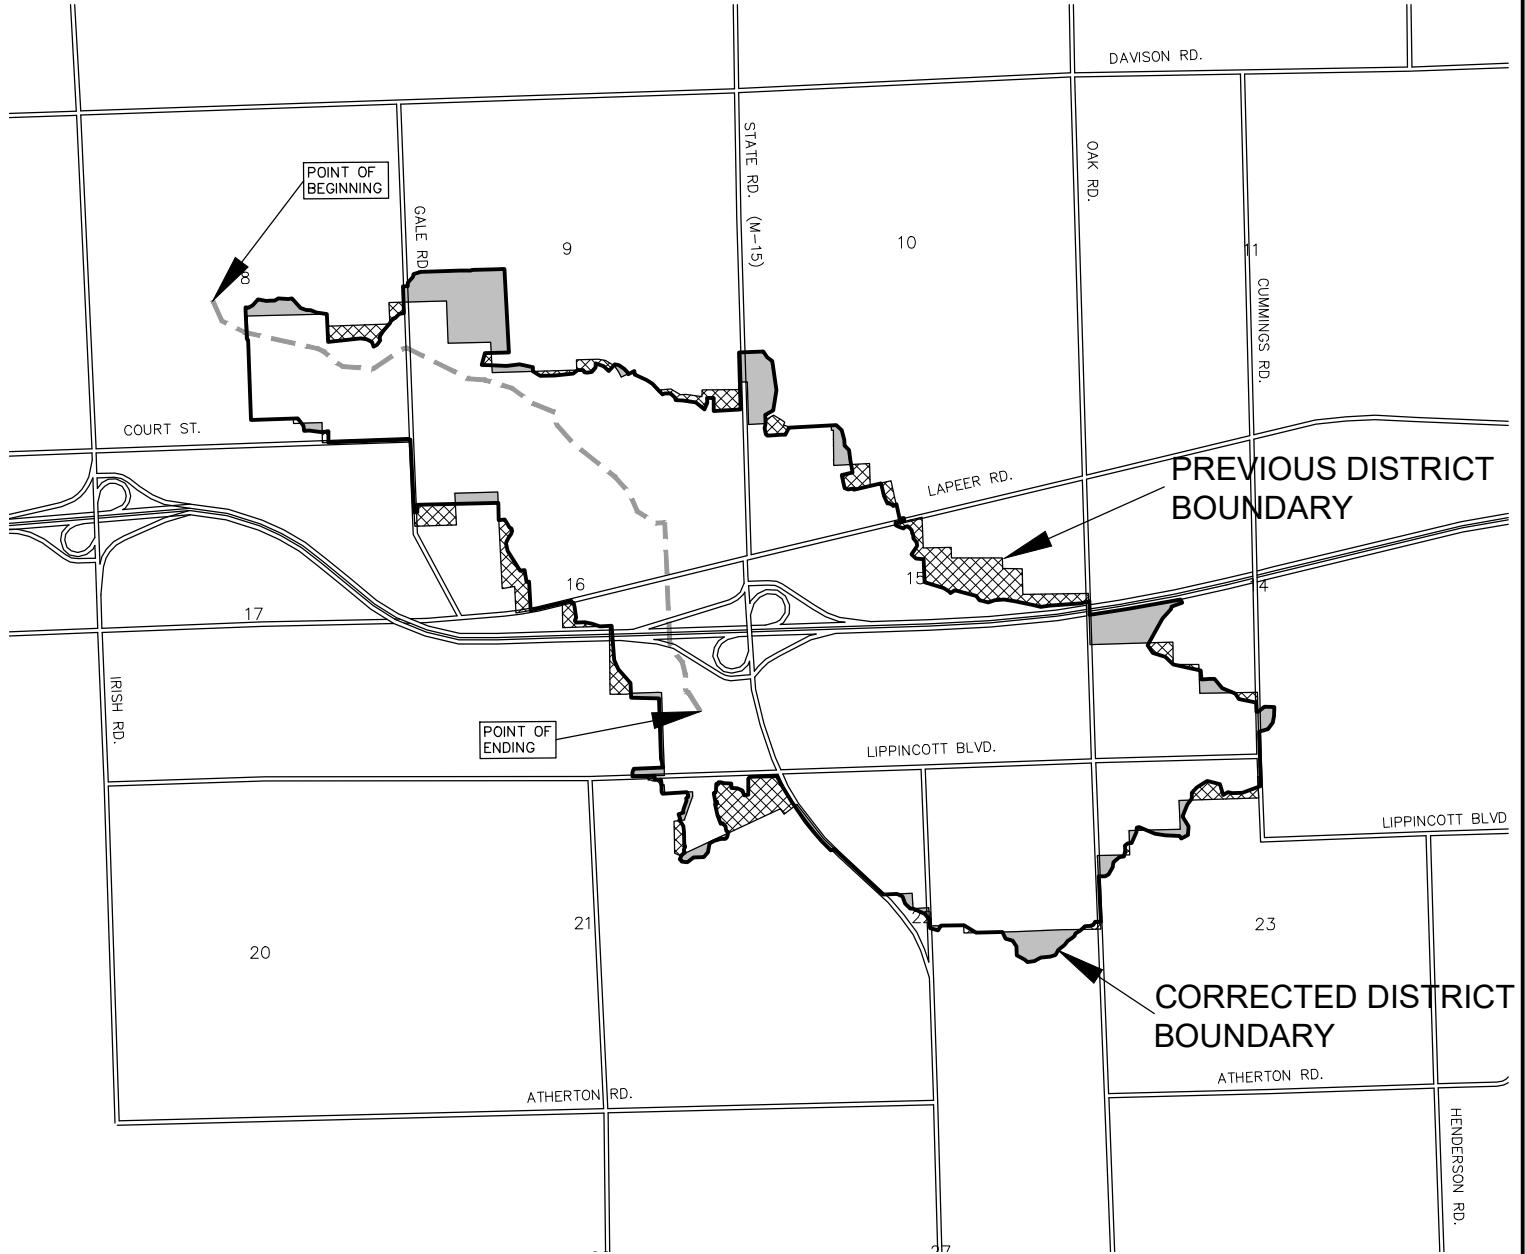 DAVISON RD.
STATE RD. (M-15)
OAK RD.
POINT OF
BEGINNING
GALE RD
9
10
11
8
CUMMINGS RD.
COURT ST.
LAPEER RD.
PREVIOUS DISTRICT
BOUNDARY
16
15
17
IRISH RD.
POINT OF
ENDING
LIPPINCOTT BLVD.
LIPPINCOTT BLVD
21
22
23
20
CORRECTED DISTRICT
BOUNDARY
ATHERTON RD.
ATHERTON RD.
HENDERSON RD.